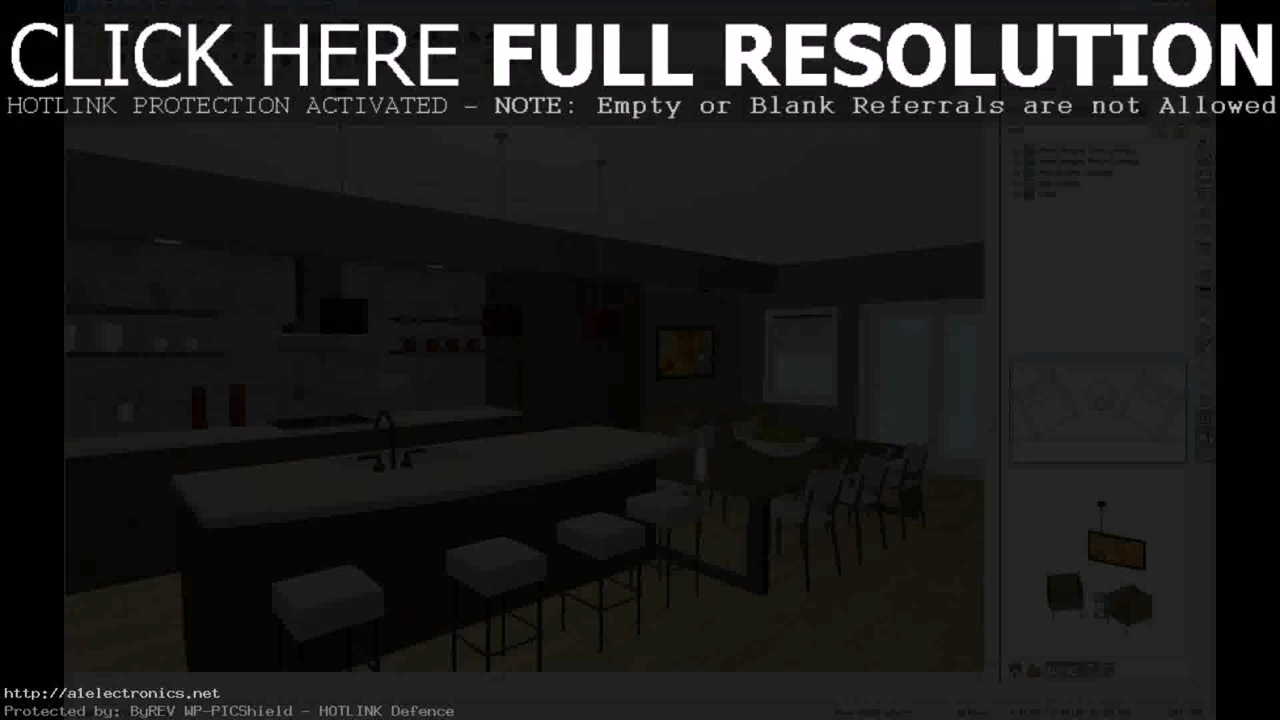 CLICK HERE FULL RESOLUTION
HOTLINK PROTECTION ACTIVATED - NOTE: Empty or Blank Referrals are not Allowed
http://a1electronics.net
Protected by: ByREV WP-PICShield - HOTLINK Defence